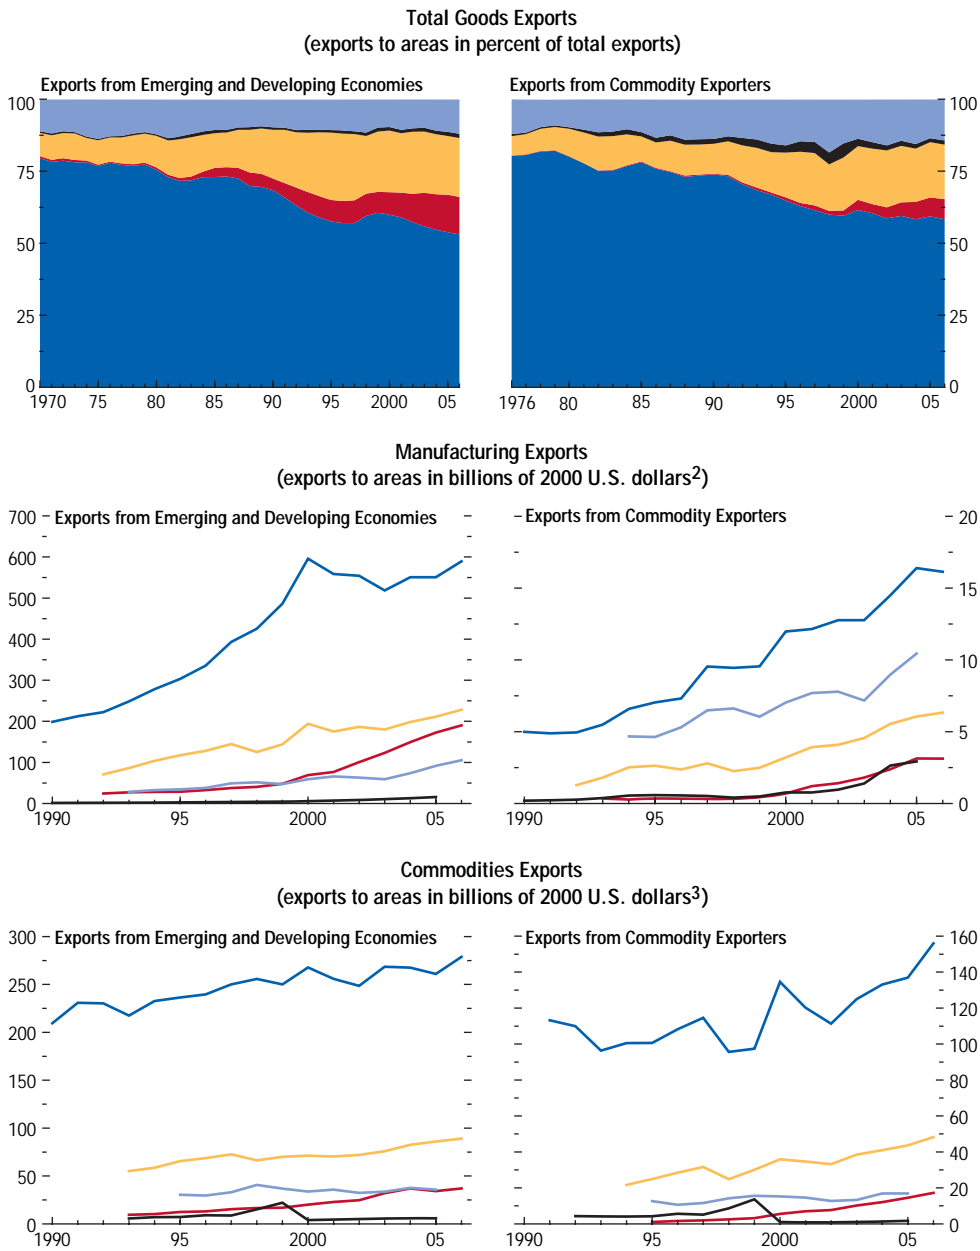 Total Goods Exports
(exports to areas in percent of total exports)
Exports from Emerging and Developing Economies
Exports from Commodity Exporters
100
75
50
25
0
100
75
50
25
0
1970 75 80 85 90 95 2000 05
1976 80 85 90 95 2000 05
Manufacturing Exports
(exports to areas in billions of 2000 U.S. dollars2)
Exports from Emerging and Developing Economies
Exports from Commodity Exporters
700
600
500
400
300
200
100
0
20
15
10
5
0
1990 95 2000 05
1990 95 2000 05
Commodities Exports
(exports to areas in billions of 2000 U.S. dollars3)
Exports from Emerging and Developing Economies
Exports from Commodity Exporters
300
250
200
150
100
50
0
160
140
120
100
80
60
40
20
0
1990 95 2000 05
1990 95 2000 05